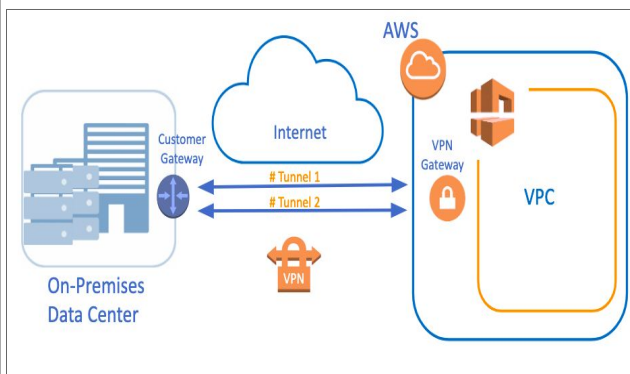 AWS
Internet
Customer
Gateway
# Tunnel 1
# Tunnel 2
VPN
Gateway
VPC
VPN
On-Premises
Data Center